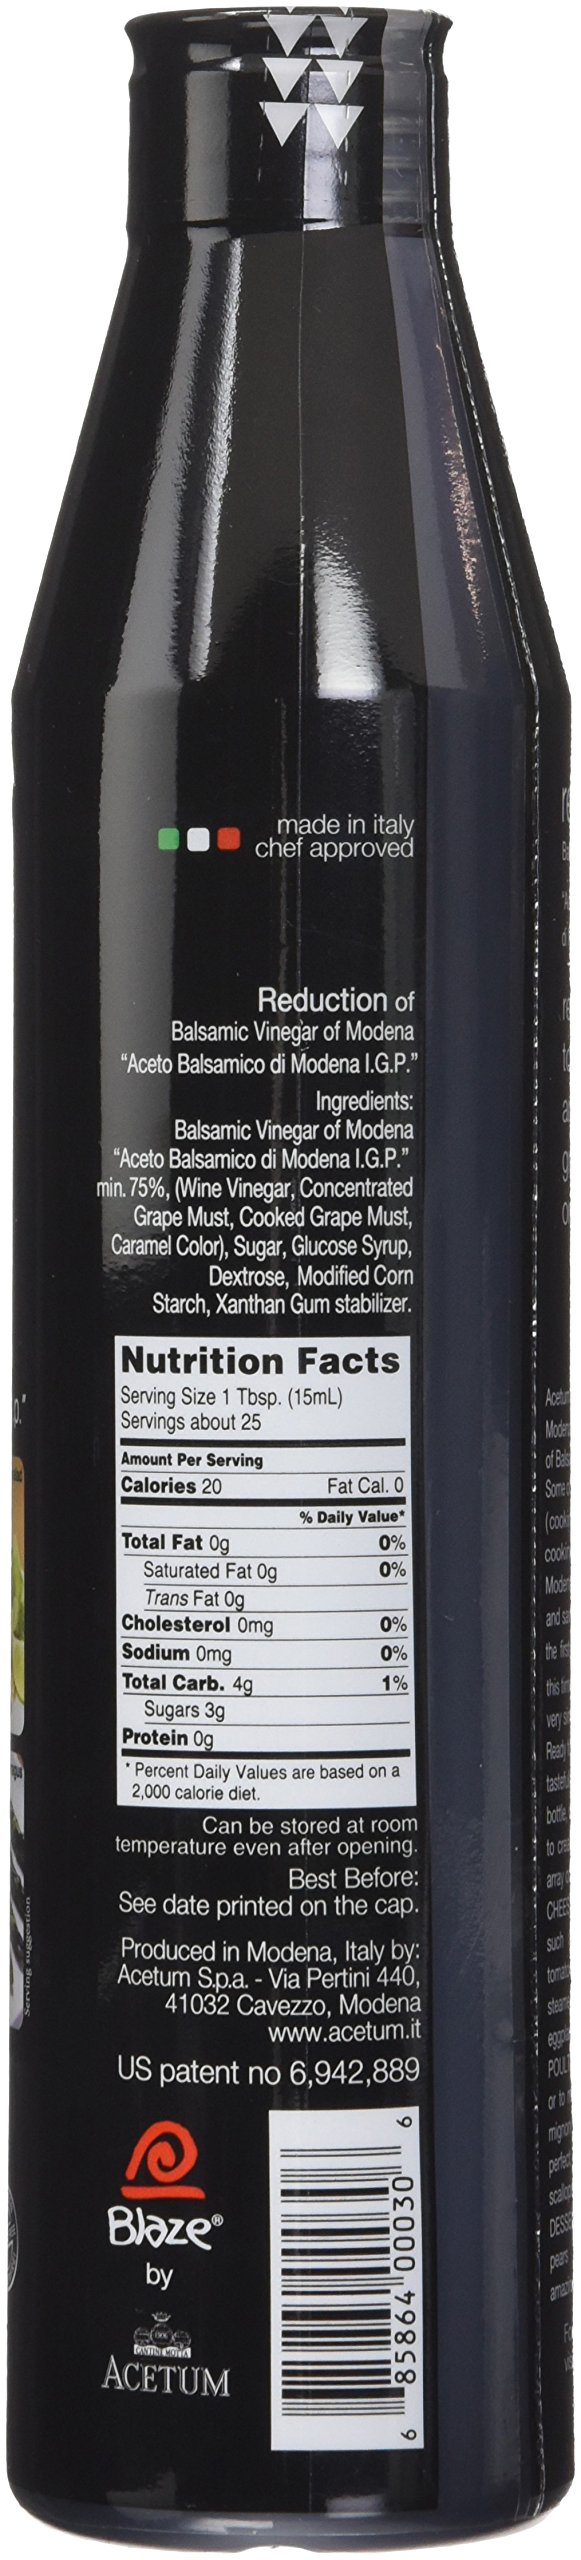 made in italy
chef approved
Reduction of
Balsamic Vinegar of Modena
“Aceto Balsamico di Modena I.G.P.”
Ingredients:
Balsamic Vinegar of Modena
“Aceto Balsamico di Modena I.G.P.”
min. 75%, (Wine Vinegar, Concentrated
Grape Must, Cooked Grape Must,
Caramel Color), Sugar, Glucose Syrup,
Dextrose, Modified Corn
Starch, Xanthan Gum stabilizer.
Nutrition Facts
Serving Size 1 Tbsp. (15mL)
Servings about 25
Amount Per Serving
Calories 20 Fat Cal. 0
% Daily Value*
Total Fat 0g 0%
Saturated Fat 0g 0%
Trans Fat 0g
Cholesterol 0mg 0%
Sodium 0mg 0%
Total Carb. 4g 1%
Sugars 3g
Protein 0g
* Percent Daily Values are based on a
2,000 calorie diet.
Can be stored at room
temperature even after opening.
Best Before:
See date printed on the cap.
Produced in Modena, Italy by:
Acetum S.p.a. - Via Pertini 440,
41032 Cavezzo, Modena
www.acetum.it
US patent no 6,942,889
Blaze®
by
CANTINE MOTTA
ACETUM
6 85864 00030 6
Serving suggestion